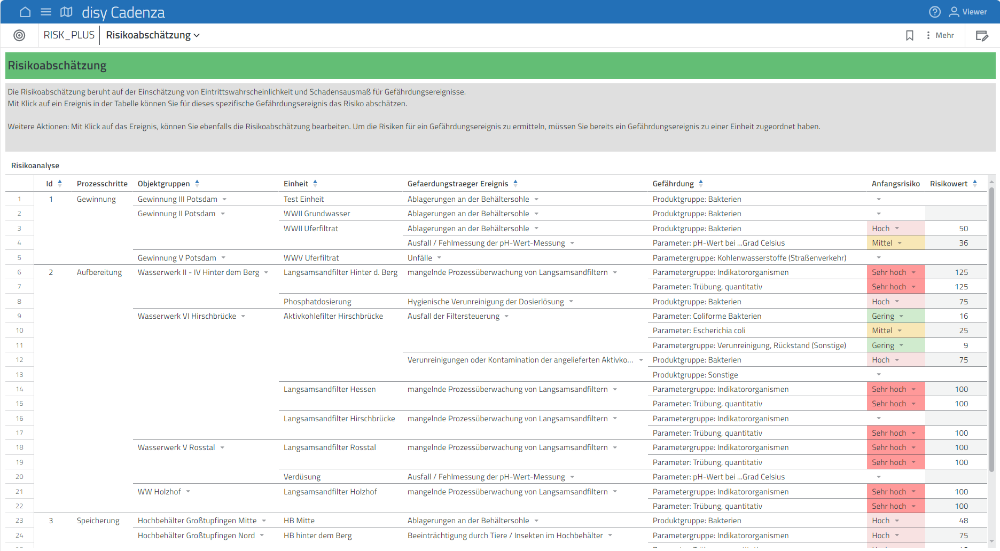 disy Cadenza
Viewer
RISK_PLUS Risikoabschätzung
Mehr
Risikoabschätzung
Die Risikoabschätzung beruht auf der Einschätzung von Eintrittswahrscheinlichkeit und Schadensausmaß für Gefährdungsereignisse.
Mit Klick auf ein Ereignis in der Tabelle können Sie für dieses spezifische Gefährdungsereignis das Risiko abschätzen.
Weitere Aktionen: Mit Klick auf das Ereignis, können Sie ebenfalls die Risikoabschätzung bearbeiten. Um die Risiken für ein Gefährdungsereignis zu ermitteln, müssen Sie bereits ein Gefährdungsereignis zu einer Einheit zugeordnet haben.
Risikoanalyse
Id Prozesschritte Objektgruppen Einheit Gefaerdungstraeger Ereignis Gefährdung Anfangsrisiko Risikowert
1 1 Gewinnung Gewinnung III Potsdam Test Einheit Ablagerungen an der Behältersohle Produktgruppe: Bakterien
2 Gewinnung II Potsdam WWII Grundwasser Ablagerungen an der Behältersohle Produktgruppe: Bakterien
3 WWII Uferfiltrat Ablagerungen an der Behältersohle Produktgruppe: Bakterien Hoch 50
4 Ausfall / Fehlmessung der pH-Wert-Messung Parameter: pH-Wert bei ...Grad Celsius Mittel 36
5 Gewinnung V Potsdam WWV Uferfiltrat Unfälle Parametergruppe: Kohlenwasserstoffe (Straßenverkehr)
6 2 Aufbereitung Wasserwerk II - IV Hinter dem Berg Langsamsandfilter Hinter d. Berg mangelnde Prozessüberwachung von Langsamsandfiltern Parametergruppe: Indikatororganismen Sehr hoch 125
7 Parameter: Trübung, quantitativ Sehr hoch 125
8 Phosphatdosierung Hygienische Verunreinigung der Dosierlösung Produktgruppe: Bakterien Hoch 75
9 Wasserwerk VI Hirschbrücke Aktivkohlefilter Hirschbrücke Ausfall der Filtersteuerung Parameter: Coliforme Bakterien Gering 16
10 Parameter: Escherichia coli Mittel 25
11 Parametergruppe: Verunreinigung, Rückstand (Sonstige) Gering 9
12 Verunreinigungen oder Kontamination der angelieferten Aktivko... Produktgruppe: Bakterien Hoch 75
13 Produktgruppe: Sonstige
14 Langsamsandfilter Hessen mangelnde Prozessüberwachung von Langsamsandfiltern Parametergruppe: Indikatororganismen Sehr hoch 100
15 Parameter: Trübung, quantitativ Sehr hoch 100
16 Langsamsandfilter Hirschbrücke mangelnde Prozessüberwachung von Langsamsandfiltern Parametergruppe: Indikatororganismen
17 Parameter: Trübung, quantitativ Sehr hoch 100
18 Wasserwerk V Rosstal Langsamsandfilter Rosstal mangelnde Prozessüberwachung von Langsamsandfiltern Parametergruppe: Indikatororganismen Sehr hoch 100
19 Parameter: Trübung, quantitativ Sehr hoch 100
20 Verdüsung Ausfall / Fehlmessung der pH-Wert-Messung Parameter: pH-Wert bei ...Grad Celsius
21 WW Holzhof Langsamsandfilter Holzhof mangelnde Prozessüberwachung von Langsamsandfiltern Parametergruppe: Indikatororganismen Sehr hoch 100
22 Parameter: Trübung, quantitativ Sehr hoch 100
23 3 Speicherung Hochbehälter Großtupfingen Mitte HB Mitte Ablagerungen an der Behältersohle Produktgruppe: Bakterien Hoch 48
24 Hochbehälter Großtupfingen Nord HB hinter dem Berg Beeinträchtigung durch Tiere / Insekten im Hochbehälter Parametergruppe: Indikatororganismen Hoch 75